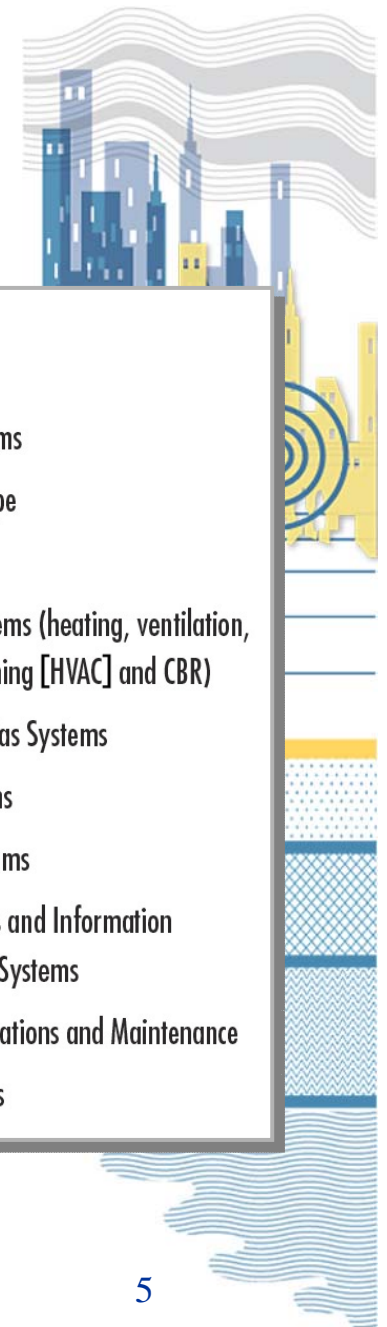 ms
pe
ems (heating, ventilation,
ning [HVAC] and CBR)
as Systems
ns
ems
s and Information
Systems
ations and Maintenance
s
5